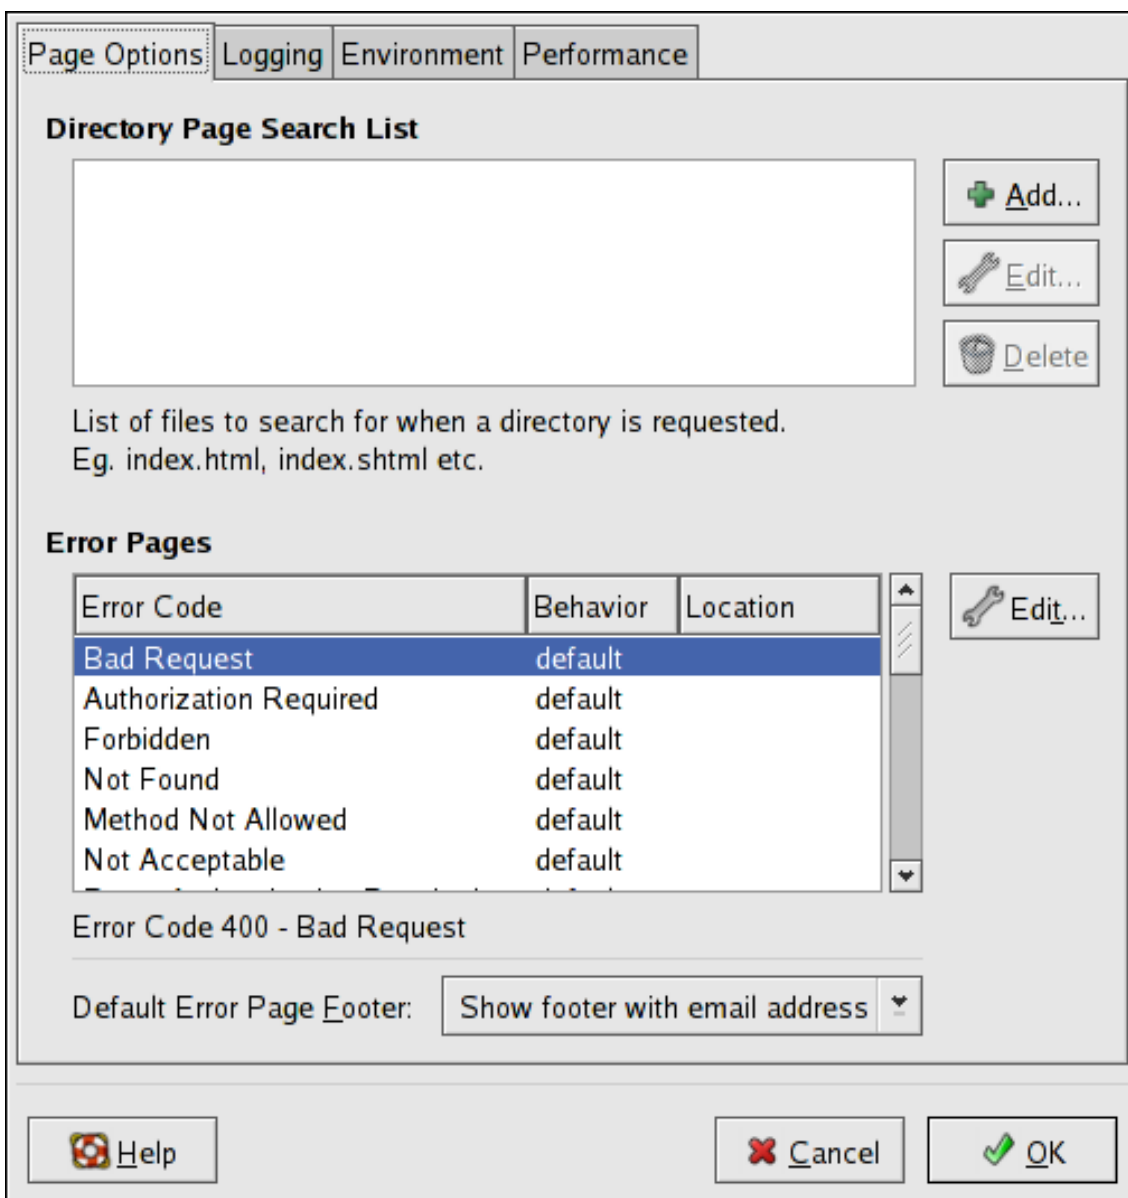 Page Options Logging Environment Performance
Directory Page Search List
Add...
Edit...
Delete
List of files to search for when a directory is requested.
Eg. index.html, index.shtml etc.
Error Pages
Error Code Behavior Location
Edit...
Bad Request default
Authorization Required default
Forbidden default
Not Found default
Method Not Allowed default
Not Acceptable default
Error Code 400 - Bad Request
Default Error Page Footer: Show footer with email address
Help Cancel OK